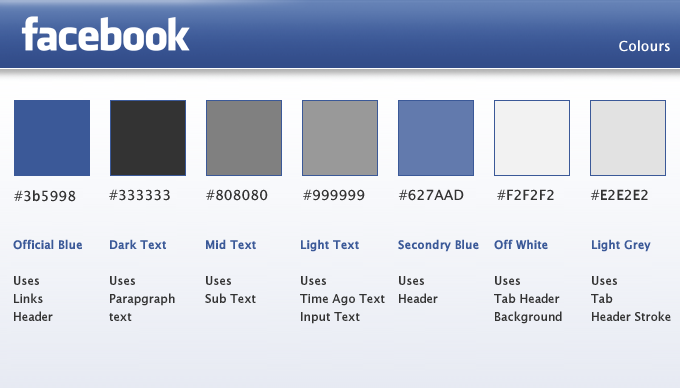 facebook
Colours
#3b5998
#333333
#808080
#999999
#627AAD
#F2F2F2
#E2E2E2
Official Blue
Dark Text
Mid Text
Light Text
Secondry Blue
Off White
Light Grey
Uses
Links
Header
Uses
Parapgraph
text
Uses
Sub Text
Uses
Time Ago Text
Input Text
Uses
Header
Uses
Tab Header
Background
Uses
Tab
Header Stroke